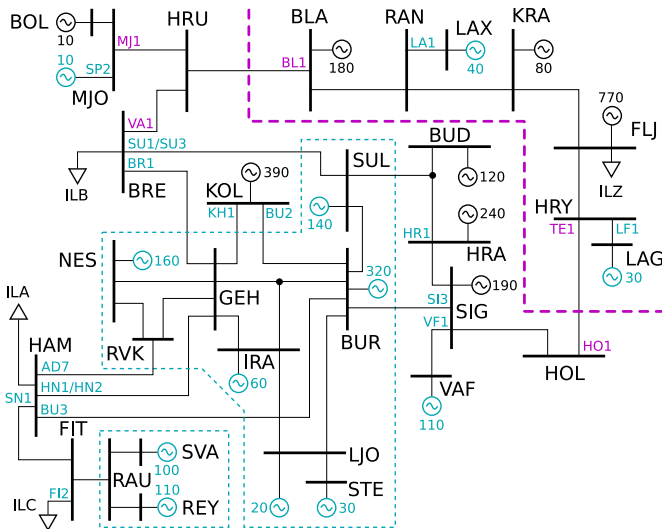 BOL
10
MJ1
HRU
BLA
RAN
LAX
KRA
10
SP2
MJO
BL1
180
LA1
40
80
770
FLJ
VA1
SU1/SU3
BR1
ILB
BRE
KOL
390
SUL
BUD
120
ILZ
KH1
BU2
140
240
HRY
TE1
LF1
LAG
30
NES
160
HR1
HRA
320
GEH
190
SI3
SIG
ILA
RVK
BUR
VF1
HAM
IRA
HO1
HOL
AD7
HN1/HN2
60
VAF
SN1
BU3
110
FIT
SVA
100
LJO
RAU
110
FI2
STE
ILC
REY
20
30